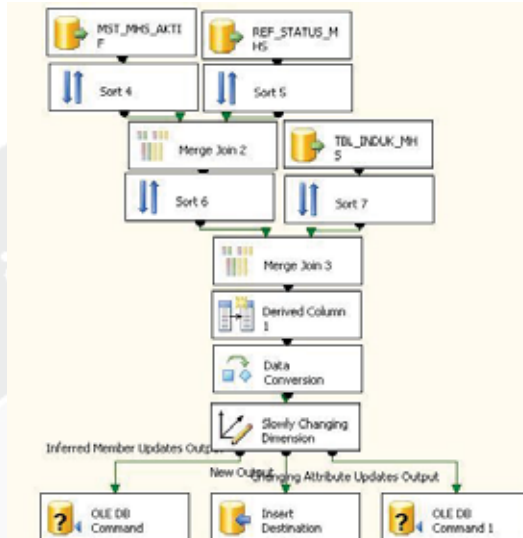 MST_MHS_AKTI
F
REF_STATUS_M
HS
Sort 4
Sort 5
Merge Join 2
TBL_INDUK_MH
S
Sort 6
Sort 7
Merge Join 3
Derived Column
1
Data
Conversion
Slowly Changing
Dimension
Inferred Member Updates Output
New Output
Changing Attribute Updates Output
OLE DB
Command
Insert
Destination
OLE DB
Command 1